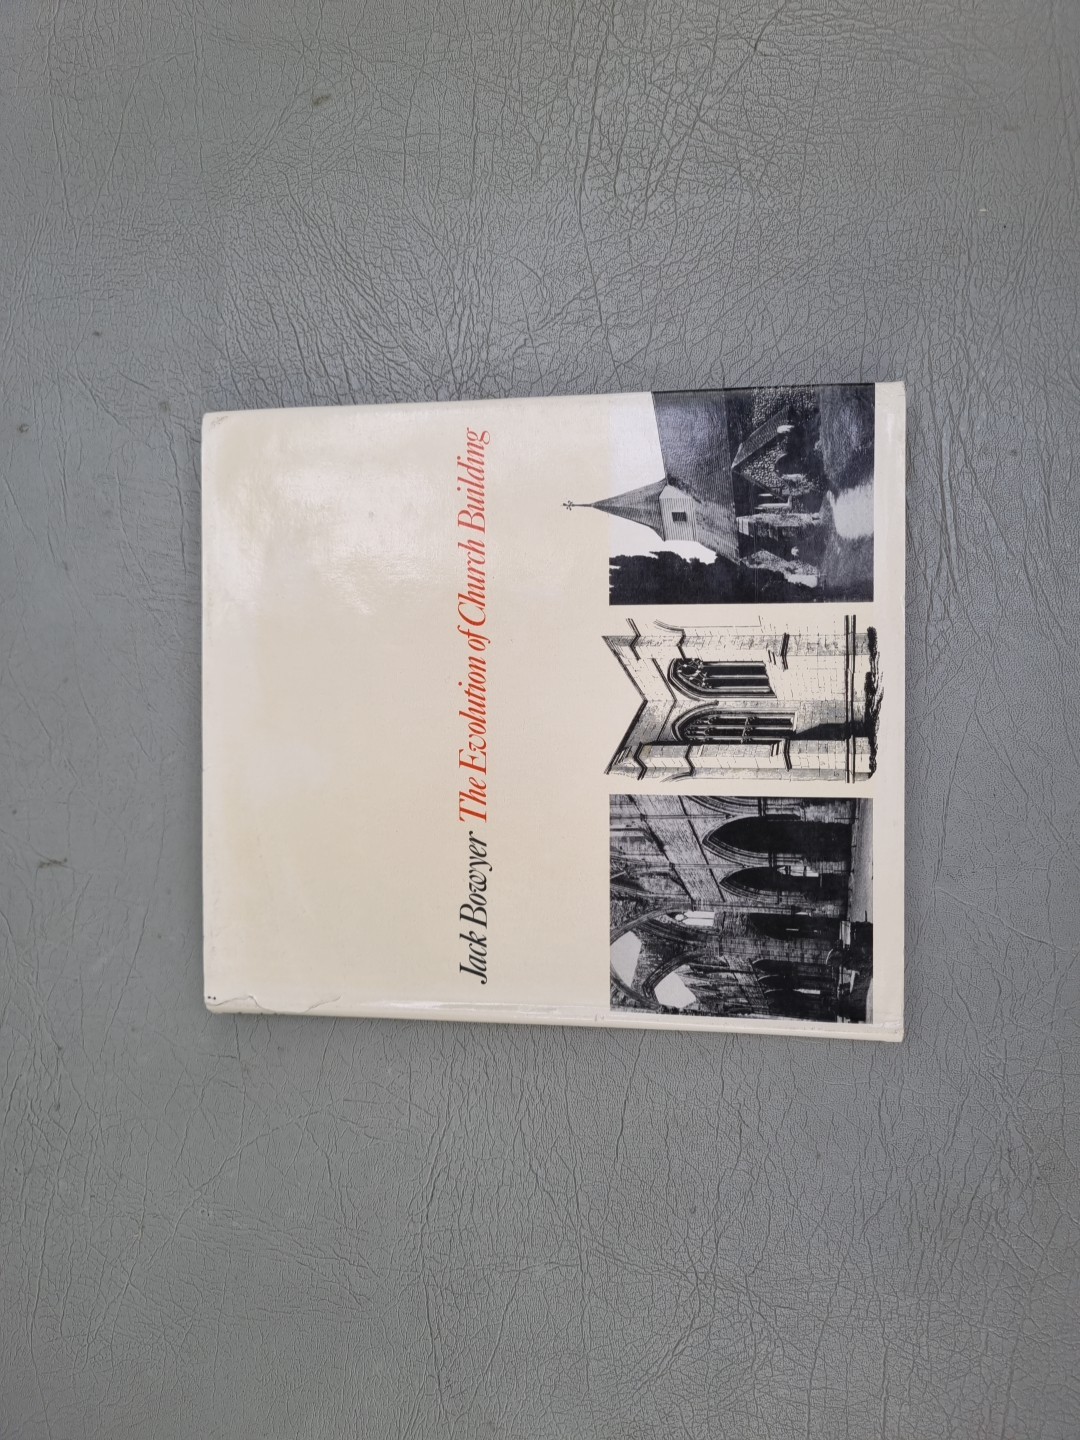 Jack Bowyer The Evolution of Church Building